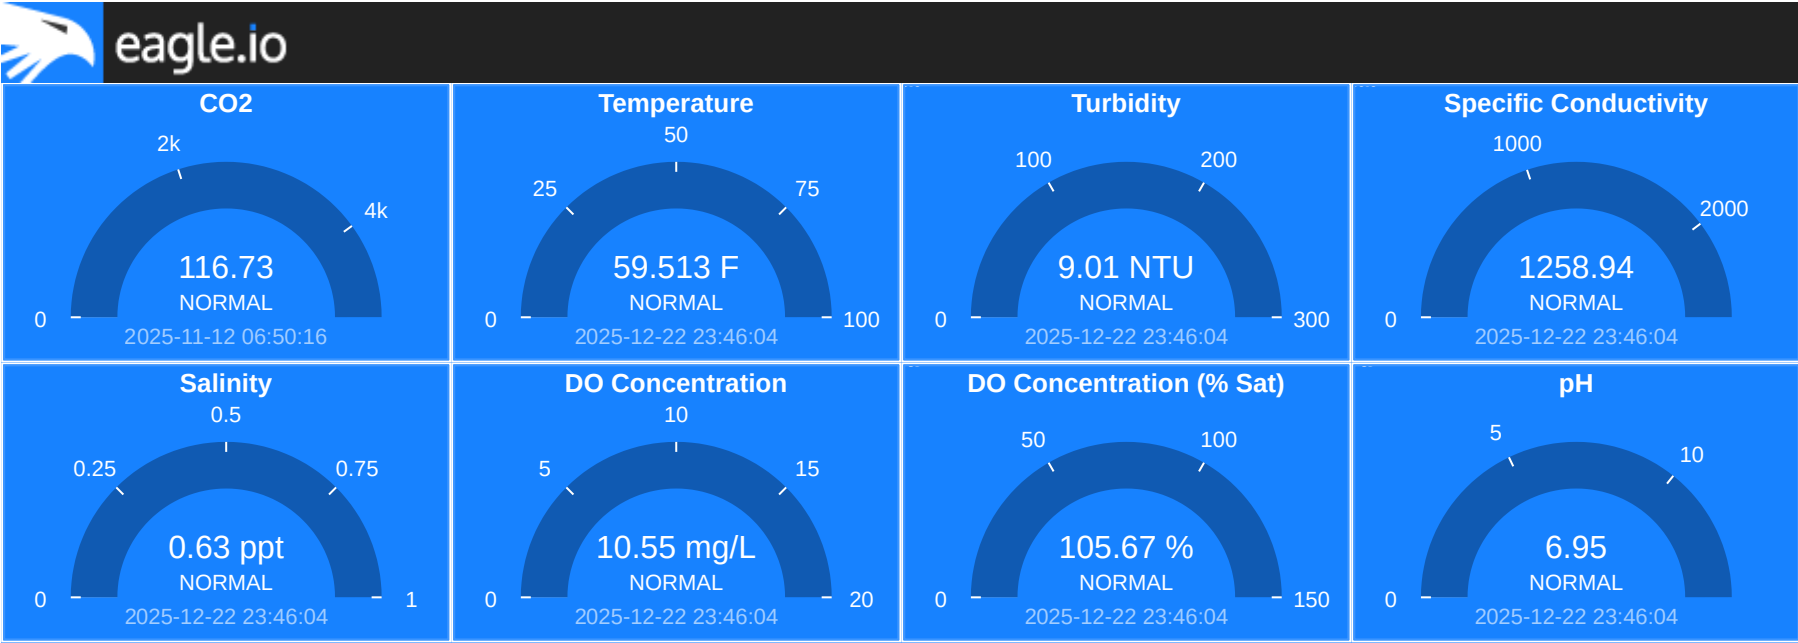 eagle.io
CO2
2k
4k
116.73
NORMAL
0
2025-11-12 06:50:16
Temperature
50
25
75
59.513 F
NORMAL
0
100
2025-12-22 23:46:04
Turbidity
100
200
9.01 NTU
NORMAL
0
300
2025-12-22 23:46:04
Specific Conductivity
1000
2000
1258.94
NORMAL
0
2025-12-22 23:46:04
Salinity
0.5
0.25
0.75
0.63 ppt
NORMAL
0
1
2025-12-22 23:46:04
DO Concentration
10
5
15
10.55 mg/L
NORMAL
0
20
2025-12-22 23:46:04
DO Concentration (% Sat)
50
100
105.67 %
NORMAL
0
150
2025-12-22 23:46:04
pH
5
10
6.95
NORMAL
0
2025-12-22 23:46:04